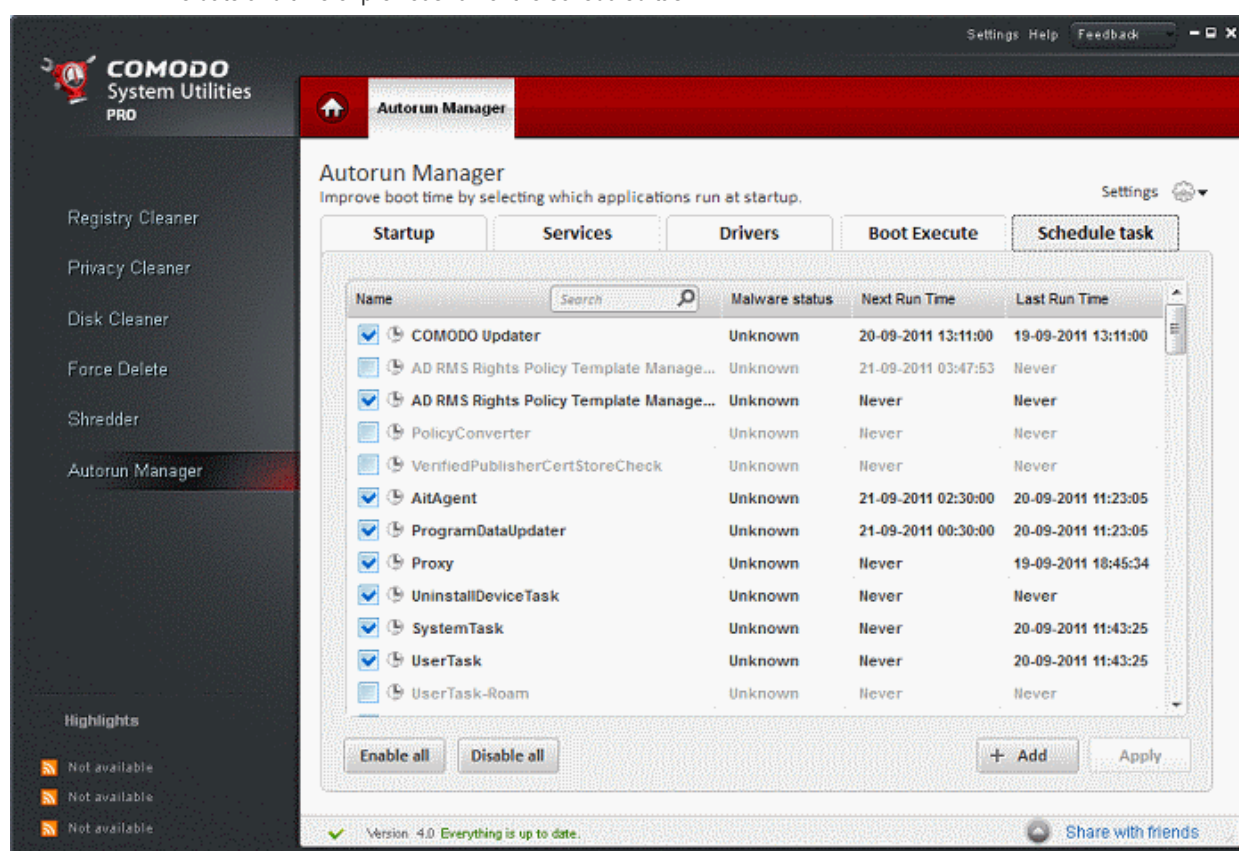 Settings Help Feedback
COMODO
System Utilities
PRO
Autorun Manager
Autorun Manager
Improve boot time by selecting which applications run at startup.
Settings
Registry Cleaner
Privacy Cleaner
Disk Cleaner
Force Delete
Shredder
Autorun Manager
Startup Services Drivers Boot Execute Schedule task
Name Search Malware status Next Run Time Last Run Time
COMODO Updater Unknown 20-09-2011 13:11:00 19-09-2011 13:11:00
AD RMS Rights Policy Template Manage... Unknown 21-09-2011 03:47:53 Never
AD RMS Rights Policy Template Manage... Unknown Never Never
PolicyConverter Unknown Never Never
VerifiedPublisherCertStoreCheck Unknown Never Never
AitAgent Unknown 21-09-2011 02:30:00 20-09-2011 11:23:05
ProgramDataUpdater Unknown 21-09-2011 00:30:00 20-09-2011 11:23:05
Proxy Unknown Never 19-09-2011 18:45:34
UninstallDeviceTask Unknown Never Never
SystemTask Unknown Never 20-09-2011 11:43:25
UserTask Unknown Never 20-09-2011 11:43:25
UserTask-Roam Unknown Never Never
Enable all Disable all + Add Apply
Highlights
Not available
Not available
Not available
Version 4.0 Everything is up to date.
Share with friends